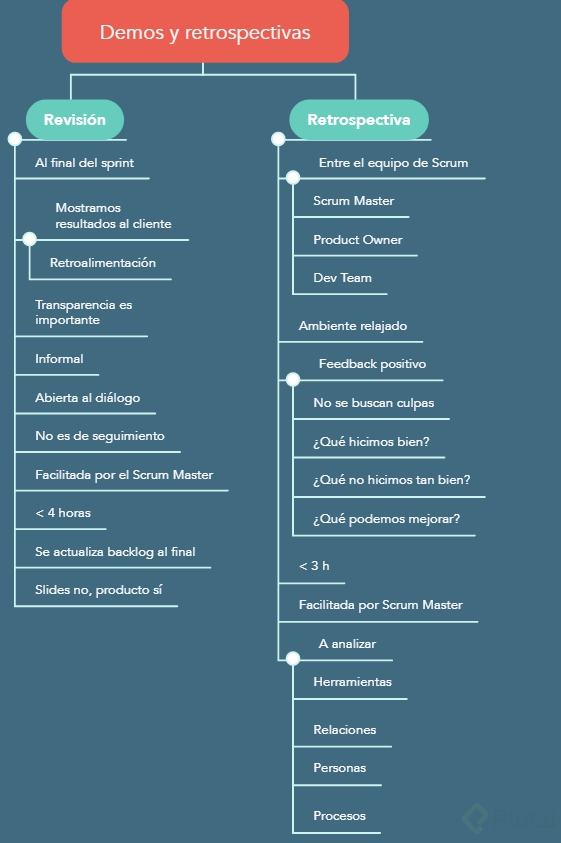 Demos y retrospectivas
Revisión
Al final del sprint
Mostramos
resultados al cliente
Retroalimentación
Transparencia es
importante
Informal
Abierta al diálogo
No es de seguimiento
Facilitada por el Scrum Master
< 4 horas
Se actualiza backlog al final
Slides no, producto sí
Retrospectiva
Entre el equipo de Scrum
Scrum Master
Product Owner
Dev Team
Ambiente relajado
Feedback positivo
No se buscan culpas
¿Qué hicimos bien?
¿Qué no hicimos tan bien?
¿Qué podemos mejorar?
< 3 h
Facilitada por Scrum Master
A analizar
Herramientas
Relaciones
Personas
Procesos